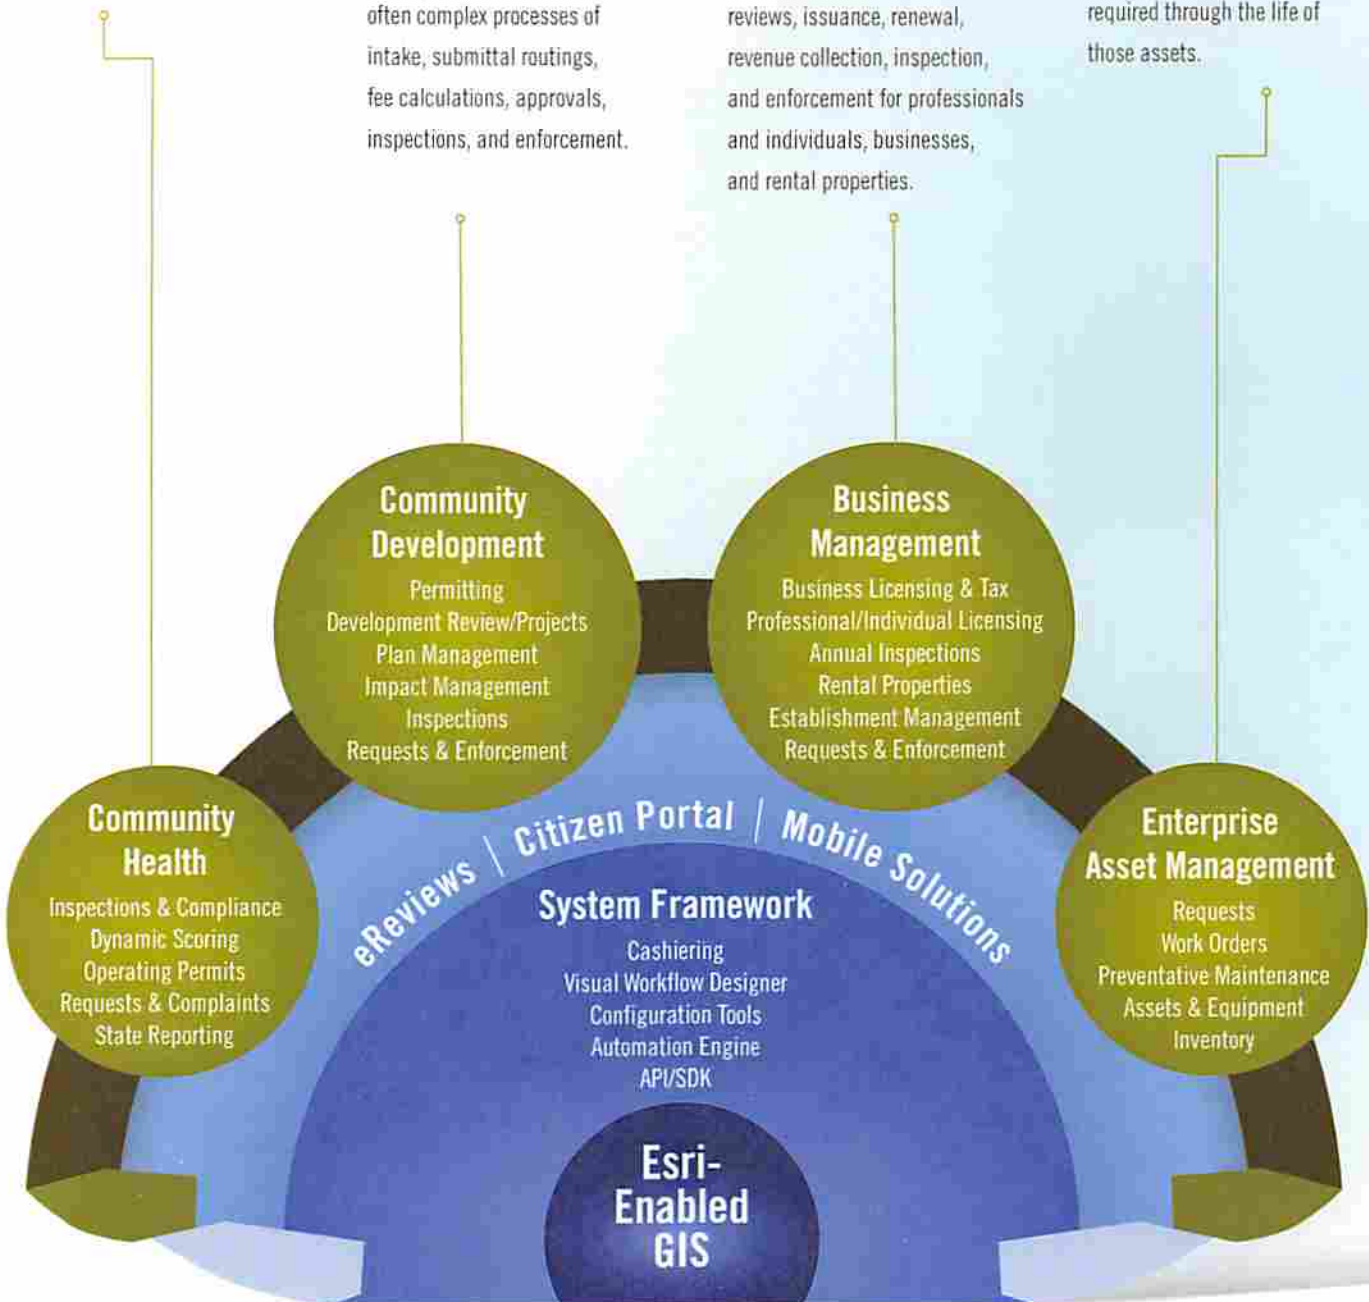 often complex processes of
intake, submittal routings,
fee calculations, approvals,
inspections, and enforcement.
reviews, issuance, renewal,
revenue collection, inspection,
and enforcement for professionals
and individuals, businesses,
and rental properties.
required through the life of
those assets.
Community
Development
Permitting
Development Review/Projects
Plan Management
Impact Management
Inspections
Requests & Enforcement
Business
Management
Business Licensing & Tax
Professional/Individual Licensing
Annual Inspections
Rental Properties
Establishment Management
Requests & Enforcement
Community
Health
Inspections & Compliance
Dynamic Scoring
Operating Permits
Requests & Complaints
State Reporting
eReviews | Citizen Portal | Mobile Solutions
Enterprise
Asset Management
Requests
Work Orders
Preventative Maintenance
Assets & Equipment
Inventory
System Framework
Cashiering
Visual Workflow Designer
Configuration Tools
Automation Engine
API/SDK
Esri-
Enabled
GIS